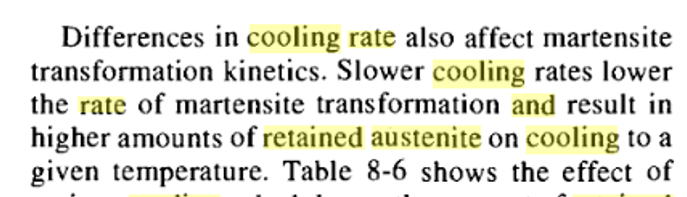 Differences in cooling rate also affect martensite
transformation kinetics. Slower cooling rates lower
the rate of martensite transformation and result in
higher amounts of retained austenite on cooling to a
given temperature. Table 8-6 shows the effect of